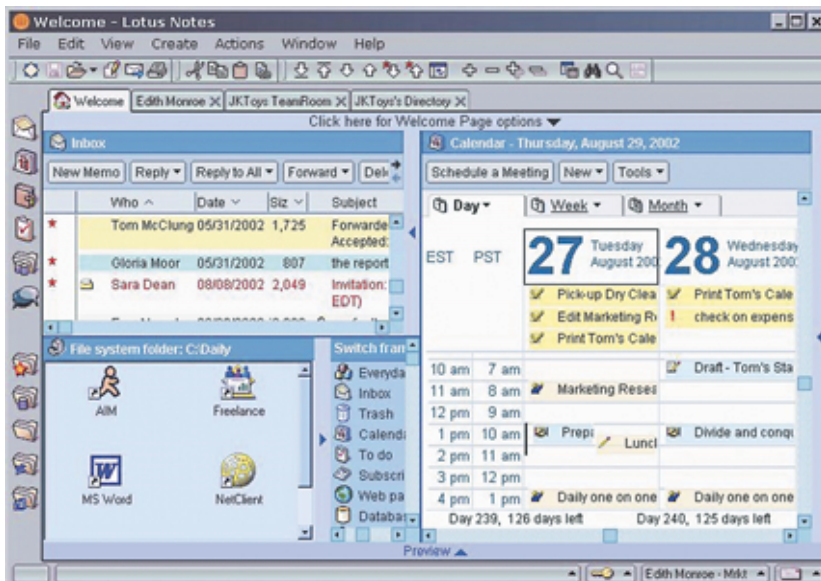 Welcome - Lotus Notes
File Edit View Create Actions Window Help
Welcome Edith Monroe JKToys TeamRoom JKToys's Directory
Click here for Welcome Page options
Inbox
New Memo Reply Reply to All Forward Del
Who Date Siz Subject
Tom McClung 05/31/2002 1,725 Forwarde
Accepted:
Gloria Moor 05/31/2002 807 the report
Sara Dean 08/08/2002 2,049 Invitation:
EDT)
File system folder: C:\Daily
AIM Freelance
MS Word NetClient
Switch fram
Everyda
Inbox
Trash
Calenda
To do
Subscri
Web pa
Databas
Calendar - Thursday, August 29, 2002
Schedule a Meeting New Tools
Day Week Month
EST PST
27 Tuesday
August 200
28 Wednesday
August 200
Pick-up Dry Clea Print Tom's Cale
Edit Marketing R ! check on expens
Print Tom's Cale
10 am 7 am Draft - Tom's Sta
11 am 8 am Marketing Resea
12 pm 9 am
1 pm 10 am Prepa Luncl Divide and conqu
2 pm 11 am
3 pm 12 pm
4 pm 1 pm Daily one on one Daily one on one
Day 239, 126 days left Day 240, 125 days left
Preview
Edith Monroe - Mrkt